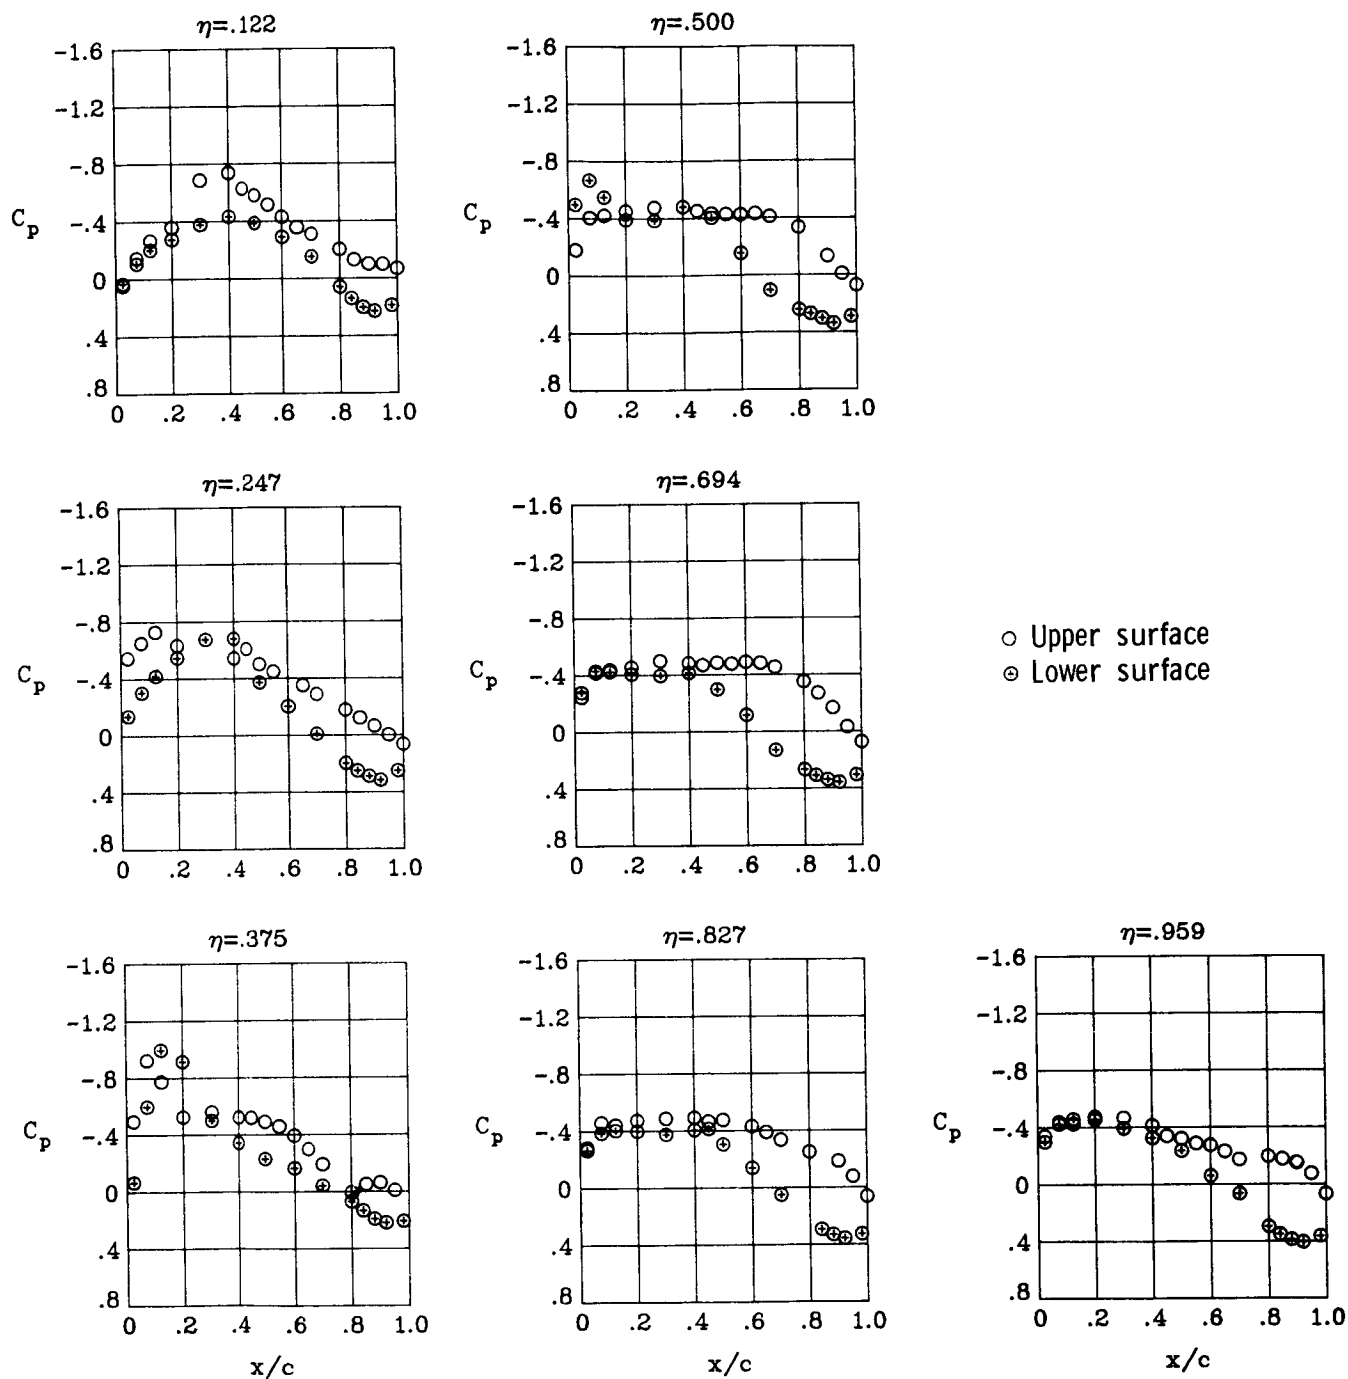 η=.122
-1.6
-1.2
-.8
-.4
0
.4
.8
C_p
0 .2 .4 .6 .8 1.0
η=.500
-1.6
-1.2
-.8
-.4
0
.4
.8
C_p
0 .2 .4 .6 .8 1.0
η=.247
-1.6
-1.2
-.8
-.4
0
.4
.8
C_p
0 .2 .4 .6 .8 1.0
η=.694
-1.6
-1.2
-.8
-.4
0
.4
.8
C_p
0 .2 .4 .6 .8 1.0
Upper surface
Lower surface
η=.375
-1.6
-1.2
-.8
-.4
0
.4
.8
C_p
0 .2 .4 .6 .8 1.0
x/c
η=.827
-1.6
-1.2
-.8
-.4
0
.4
.8
C_p
0 .2 .4 .6 .8 1.0
x/c
η=.959
-1.6
-1.2
-.8
-.4
0
.4
.8
C_p
0 .2 .4 .6 .8 1.0
x/c